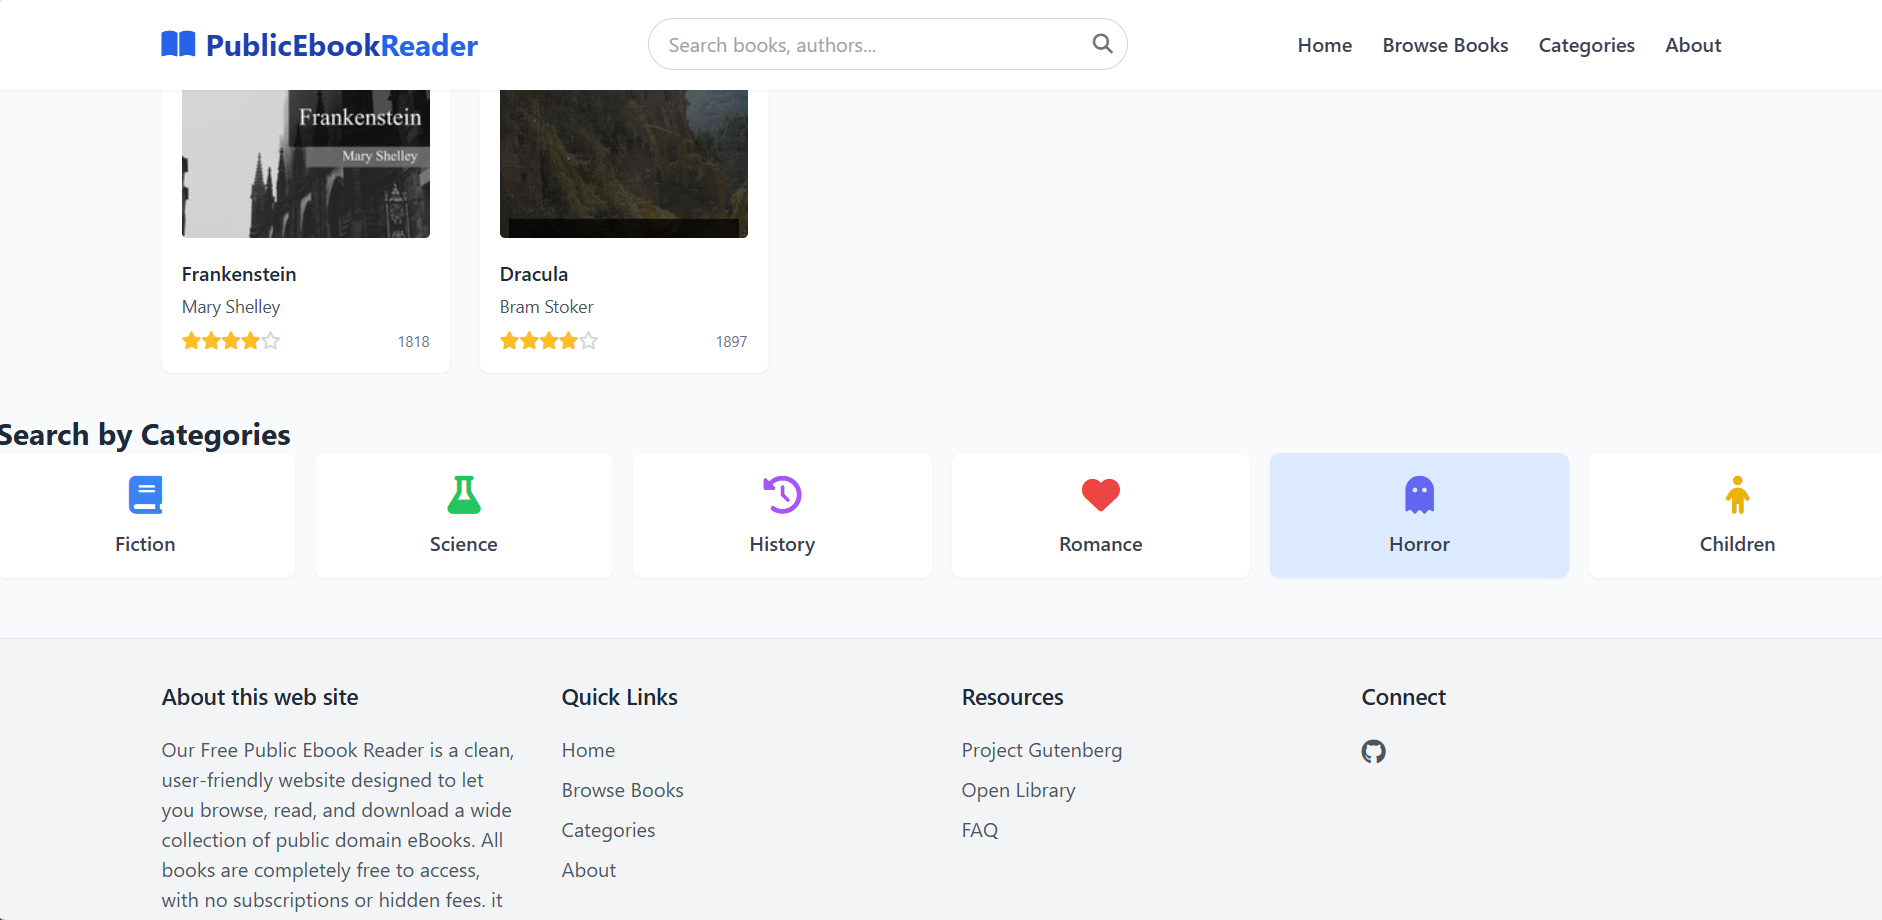 PublicEbookReader
Search books, authors...
Home
Browse Books
Categories
About
Frankenstein
Mary Shelley
Frankenstein
Mary Shelley
1818
Dracula
Bram Stoker
1897
Search by Categories
Fiction
Science
History
Romance
Horror
Children
About this web site
Our Free Public Ebook Reader is a clean,
user-friendly website designed to let
you browse, read, and download a wide
collection of public domain eBooks. All
books are completely free to access,
with no subscriptions or hidden fees. it
Quick Links
Home
Browse Books
Categories
About
Resources
Project Gutenberg
Open Library
FAQ
Connect